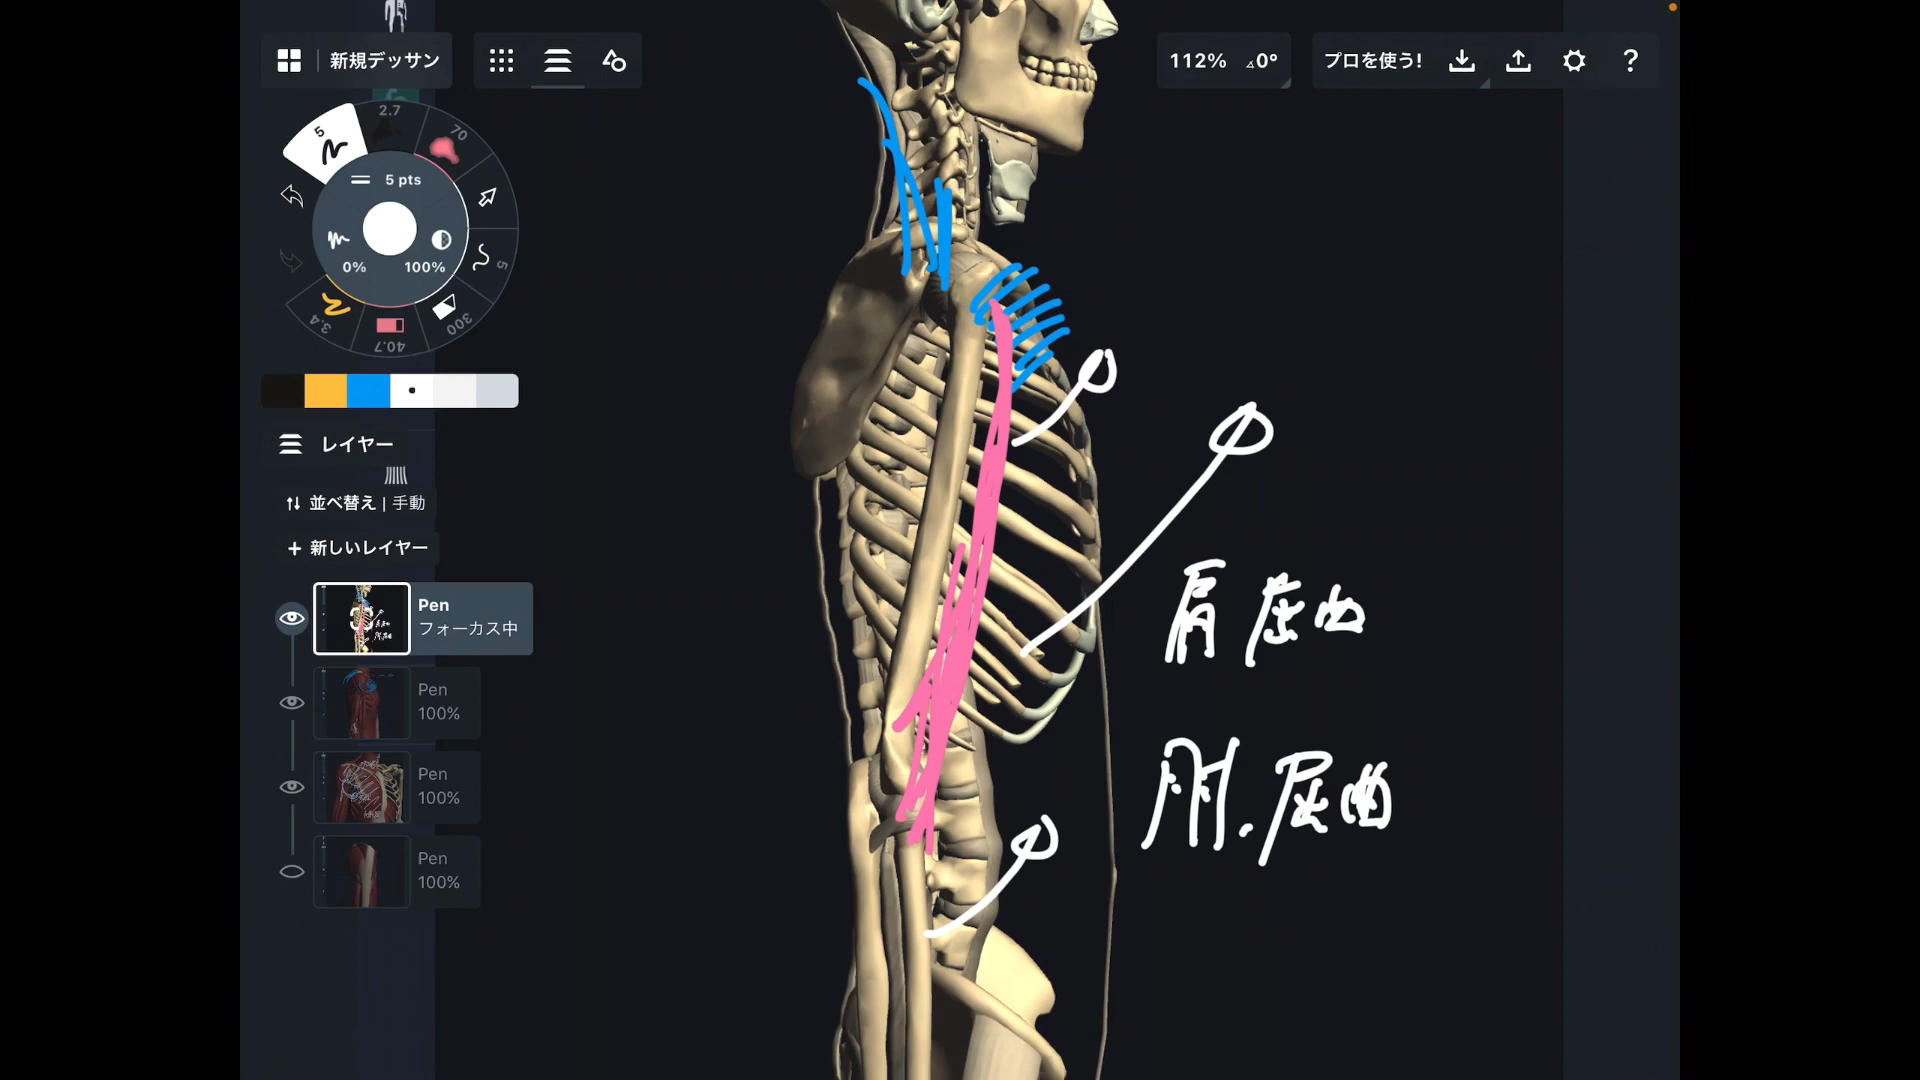 新規デッサン
112% ⊿0°
プロを使う!
?
2.7
5
70
5 pts
5
0% 100%
3.4
40.7
300
レイヤー
並べ替え | 手動
+ 新しいレイヤー
Pen
フォーカス中
Pen
100%
Pen
100%
Pen
100%
肩屈曲
肘.屈曲